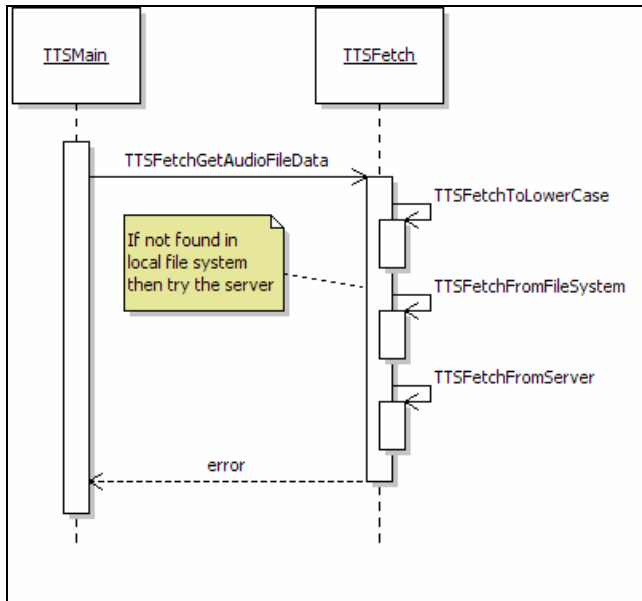 TTSMain
TTSFetch
TTSFetchGetAudioFileData
TTSFetchToLowerCase
If not found in
local file system
then try the server
TTSFetchFromFileSystem
TTSFetchFromServer
error